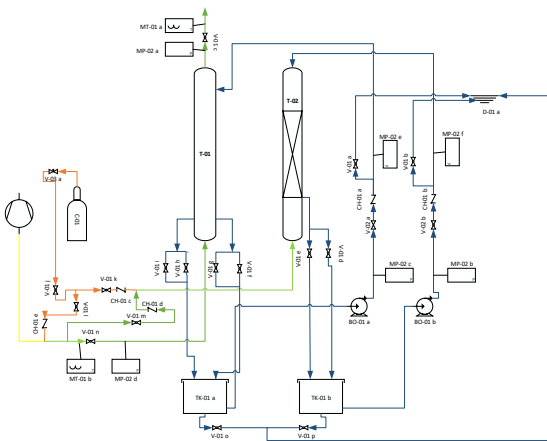 MT-01 a
V-01 c
MP-02 a
T-01
T-02
D-01 a
MP-02 e
MP-02 f
V-01 a
V-01 b
CH-01 a
CH-01 b
V-02 a
V-02 b
V-03 a
C-01
V-01 k
CH-01 c
CH-01 d
V-01 m
CH-01 e
V-01 n
MT-01 b
MP-02 d
V-01 i
V-01 h
V-01 g
V-01 f
V-01 e
V-01 p
MP-02 c
MP-02 b
BO-01 a
BO-01 b
TK-01 a
TK-01 b
V-01 o
V-01 p